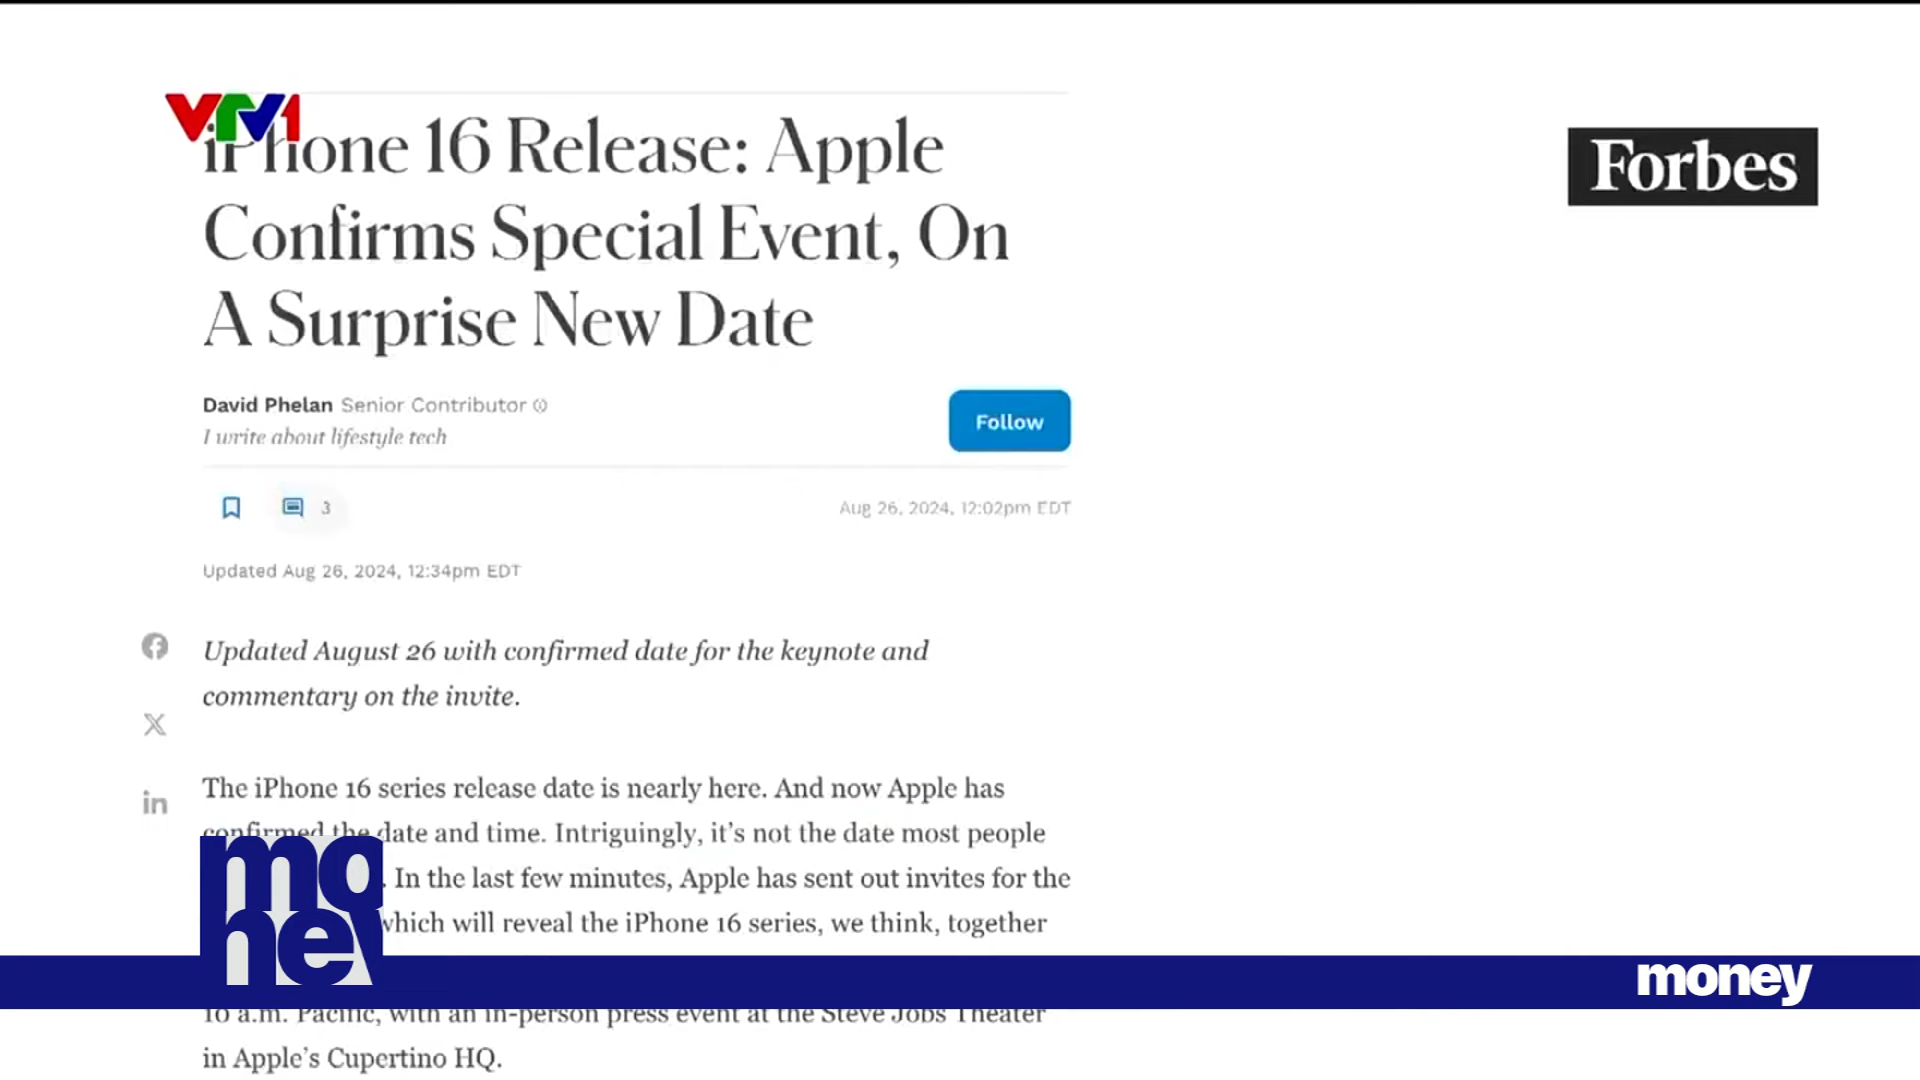 VTV1
iPhone 16 Release: Apple
Confirms Special Event, On
A Surprise New Date
Forbes
David Phelan Senior Contributor
I write about lifestyle tech
Follow
3
Aug 26, 2024, 12:02pm EDT
Updated Aug 26, 2024, 12:34pm EDT
Updated August 26 with confirmed date for the keynote and
commentary on the invite.
The iPhone 16 series release date is nearly here. And now Apple has
confirmed the date and time. Intriguingly, it's not the date most people
. In the last few minutes, Apple has sent out invites for the
which will reveal the iPhone 16 series, we think, together
money
money
10 a.m. Pacific, with an in-person press event at the Steve Jobs Theater
in Apple's Cupertino HQ.